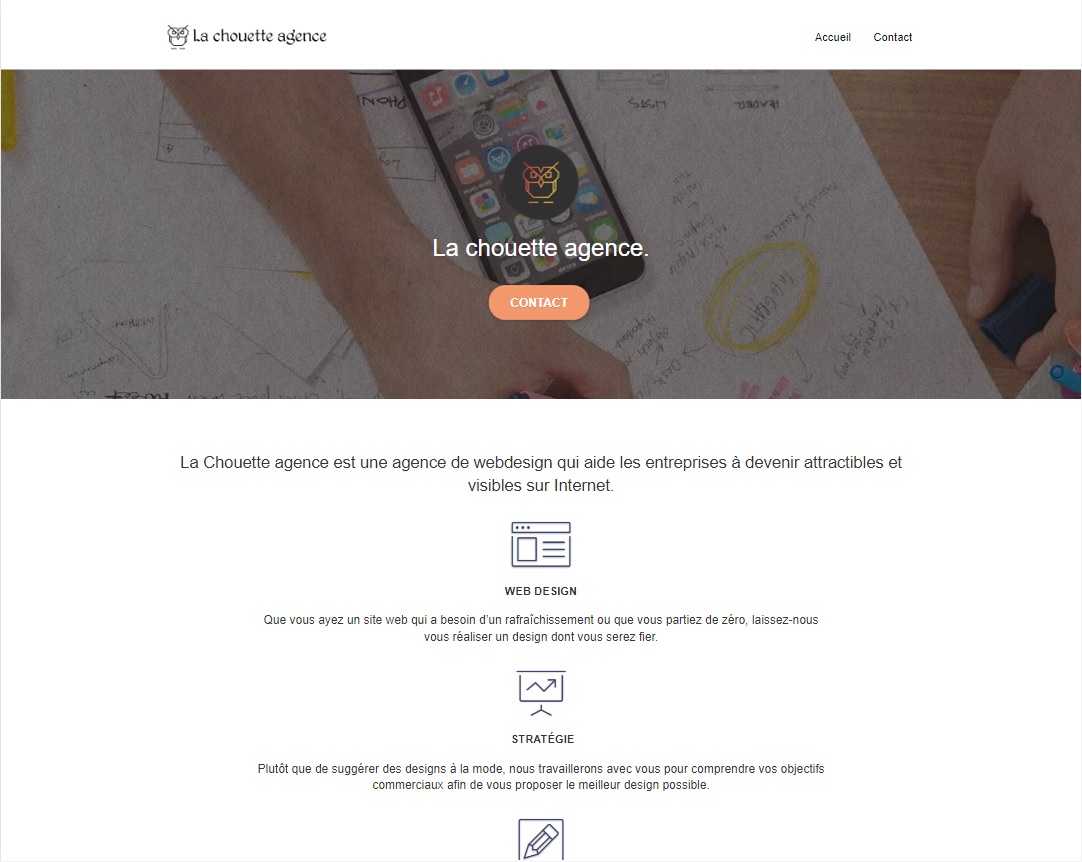 La chouette agence
Accueil Contact
LISTS
HEADER
La chouette agence.
CONTACT
La Chouette agence est une agence de webdesign qui aide les entreprises à devenir attractibles et
visibles sur Internet.
WEB DESIGN
Que vous ayez un site web qui a besoin d’un rafraîchissement ou que vous partiez de zéro, laissez-nous
vous réaliser un design dont vous serez fier.
STRATÉGIE
Plutôt que de suggérer des designs à la mode, nous travaillerons avec vous pour comprendre vos objectifs
commerciaux afin de vous proposer le meilleur design possible.